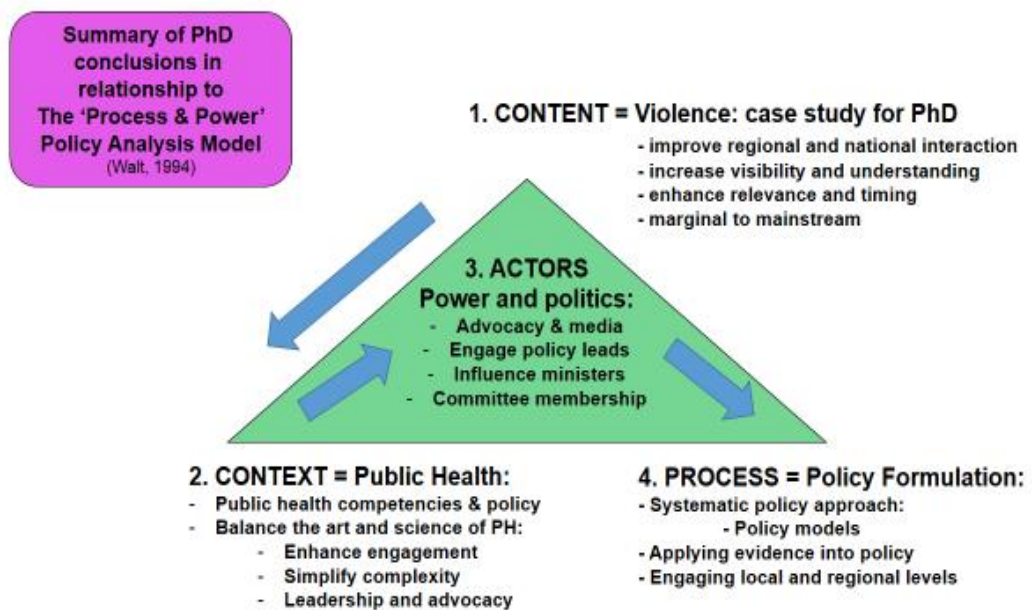 Summary of PhD
conclusions in
relationship to
The ‘Process & Power’
Policy Analysis Model
(Walt, 1994)
1. CONTENT = Violence: case study for PhD
- improve regional and national interaction
- increase visibility and understanding
- enhance relevance and timing
- marginal to mainstream
3. ACTORS
Power and politics:
- Advocacy & media
- Engage policy leads
- Influence ministers
- Committee membership
2. CONTEXT = Public Health:
- Public health competencies & policy
- Balance the art and science of PH:
- Enhance engagement
- Simplify complexity
- Leadership and advocacy
4. PROCESS = Policy Formulation:
- Systematic policy approach:
- Policy models
- Applying evidence into policy
- Engaging local and regional levels